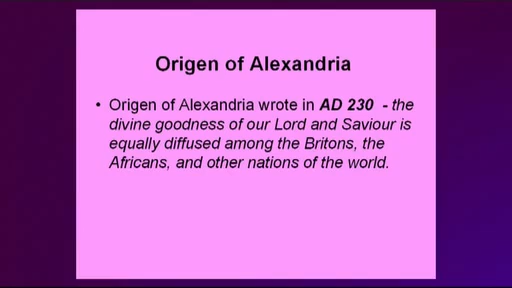 Origen of Alexandria
• Origen of Alexandria wrote in AD 230 - the
divine goodness of our Lord and Saviour is
equally diffused among the Britons, the
Africans, and other nations of the world.